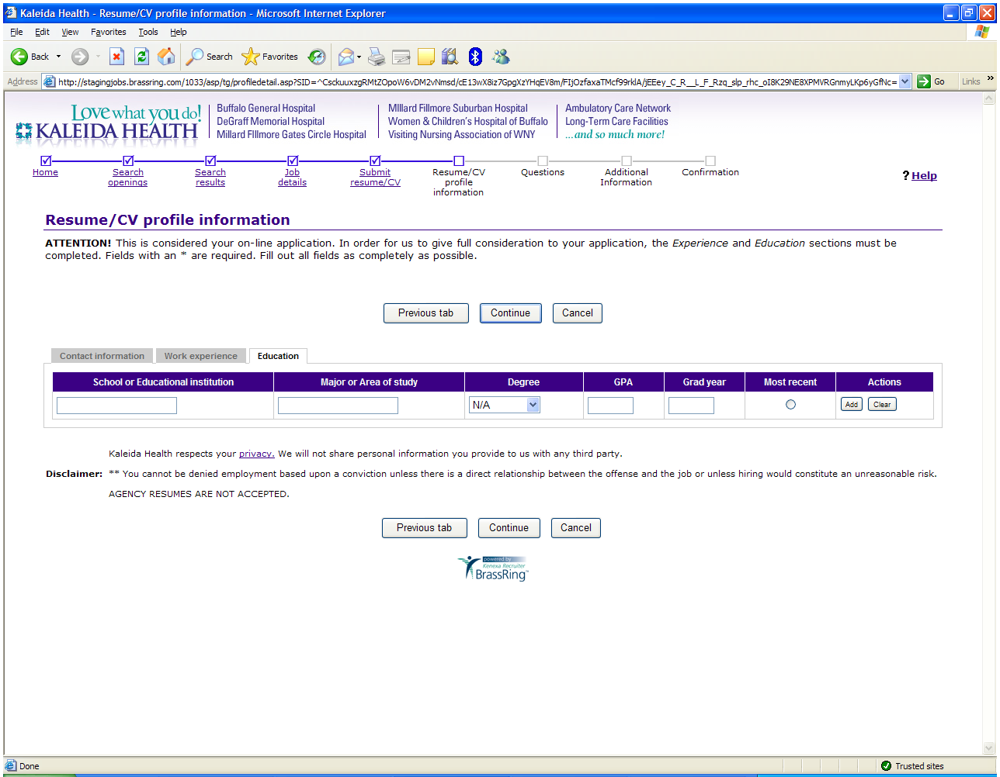 Kaleida Health - Resume/CV profile information - Microsoft Internet Explorer
File Edit View Favorites Tools Help
Back Search Favorites
Address http://stagingjobs.brassring.com/1033/asp/tg/profiledetail.asp?SID=^CsckuuxzgRMtZOpoW6vDM2vNmsd/cE13wX8iz7GpgXzYHqEV8m/FIjOzfaxaTMcf99rklA/jEEey_C_R__L_F_Rzq_slp_rhc_oI8K29NE8XPMVRGnmyLKp6yGfNc= Go Links »
Love what you do!
KALEIDA HEALTH
Buffalo General Hospital
DeGraff Memorial Hospital
Millard FIllmore Gates Circle Hospital
MIllard Fillmore Suburban Hospital
Women & Children's Hospital of Buffalo
Visiting Nursing Association of WNY
Ambulatory Care Network
Long-Term Care Facilities
...and so much more!
Home
Search openings
Search results
Job details
Submit resume/CV
Resume/CV profile information
Questions
Additional Information
Confirmation
? Help
Resume/CV profile information
ATTENTION! This is considered your on-line application. In order for us to give full consideration to your application, the Experience and Education sections must be
completed. Fields with an * are required. Fill out all fields as completely as possible.
Previous tab Continue Cancel
Contact information Work experience Education
School or Educational institution Major or Area of study Degree GPA Grad year Most recent Actions
N/A Add Clear
Kaleida Health respects your privacy. We will not share personal information you provide to us with any third party.
Disclaimer: ** You cannot be denied employment based upon a conviction unless there is a direct relationship between the offense and the job or unless hiring would constitute an unreasonable risk.
AGENCY RESUMES ARE NOT ACCEPTED.
Previous tab Continue Cancel
powered by
Kenexa Recruiter
BrassRing™
Done Trusted sites